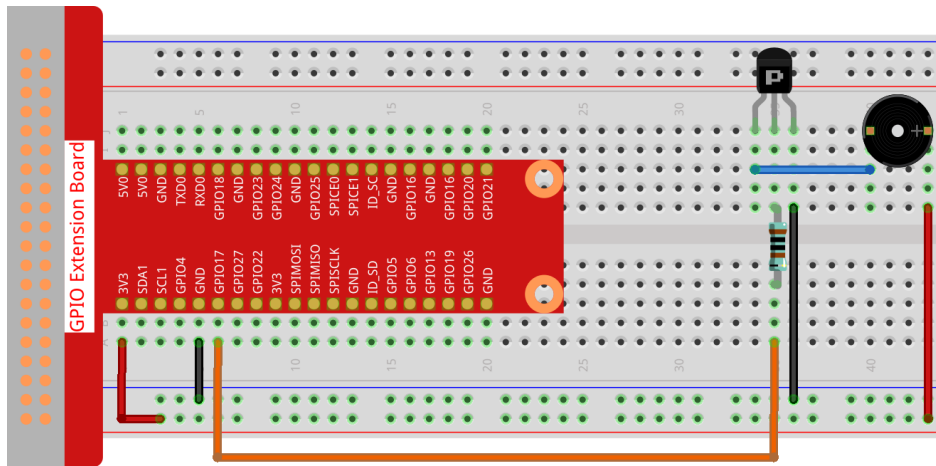 P
1
5
10
15
20
25
30
35
40
J
I
+
5V0
5V0
GND
TXD0
RXD0
GPIO18
GND
GPIO23
GPIO24
GND
GPIO25
SPICE0
SPICE1
ID_SC
GND
GPIO16
GND
GPIO16
GPIO20
GPIO21
GPIO Extension Board
3V3
SDA1
SCL1
GPIO4
GND
GPIO17
GPIO27
GPIO22
3V3
SPIMOSI
SPIMISO
SPISCLK
GND
ID_SD
GPIO5
GPIO6
GPIO13
GPIO19
GPIO26
GND
B
A
10
15
20
25
30
35
40